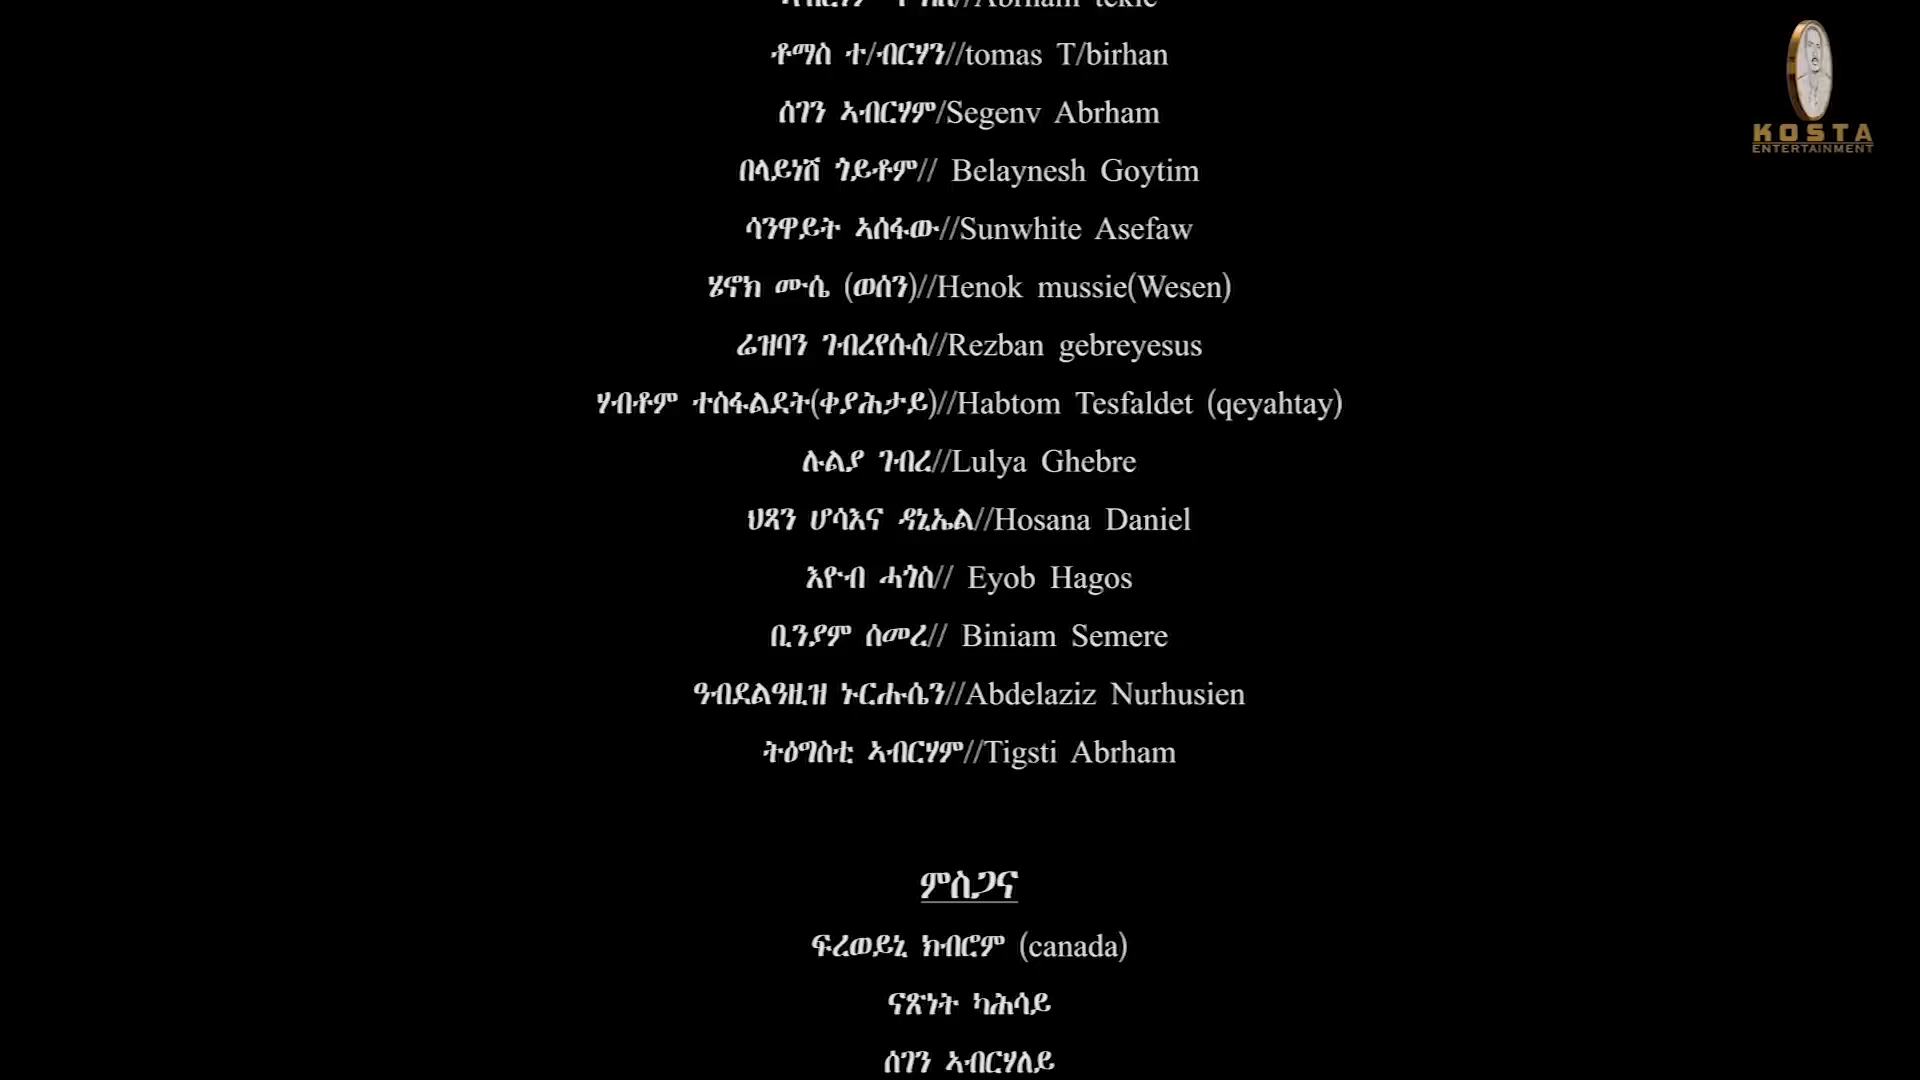 ቶማስ ተ/ብርሃን//tomas T/birhan
ሰገን ኣብርሃም/Segenv Abrham
በላይነሽ ጎይቶም// Belaynesh Goytim
ሳንዋይት ኣሰፋው//Sunwhite Asefaw
ሄኖክ ሙሴ (ወሰን)//Henok mussie(Wesen)
ሬዝባን ገብረየሱስ//Rezban gebreyesus
ሃብቶም ተስፋልደት(ቀያሕታይ)//Habtom Tesfaldet (qeyahtay)
ሉልያ ገብረ//Lulya Ghebre
ህጻን ሆሳእና ዳኒኤል//Hosana Daniel
እዮብ ሓጎስ// Eyob Hagos
ቢንያም ሰመረ// Biniam Semere
ዓብደልዓዚዝ ኑርሑሴን//Abdelaziz Nurhusien
ትዕግስቲ ኣብርሃም//Tigsti Abrham
ምስጋና
ፍረወይኒ ክብሮም (canada)
ናጽነት ካሕሳይ
ሰገን ኣብርሃለይ
KOSTA
ENTERTAINMENT